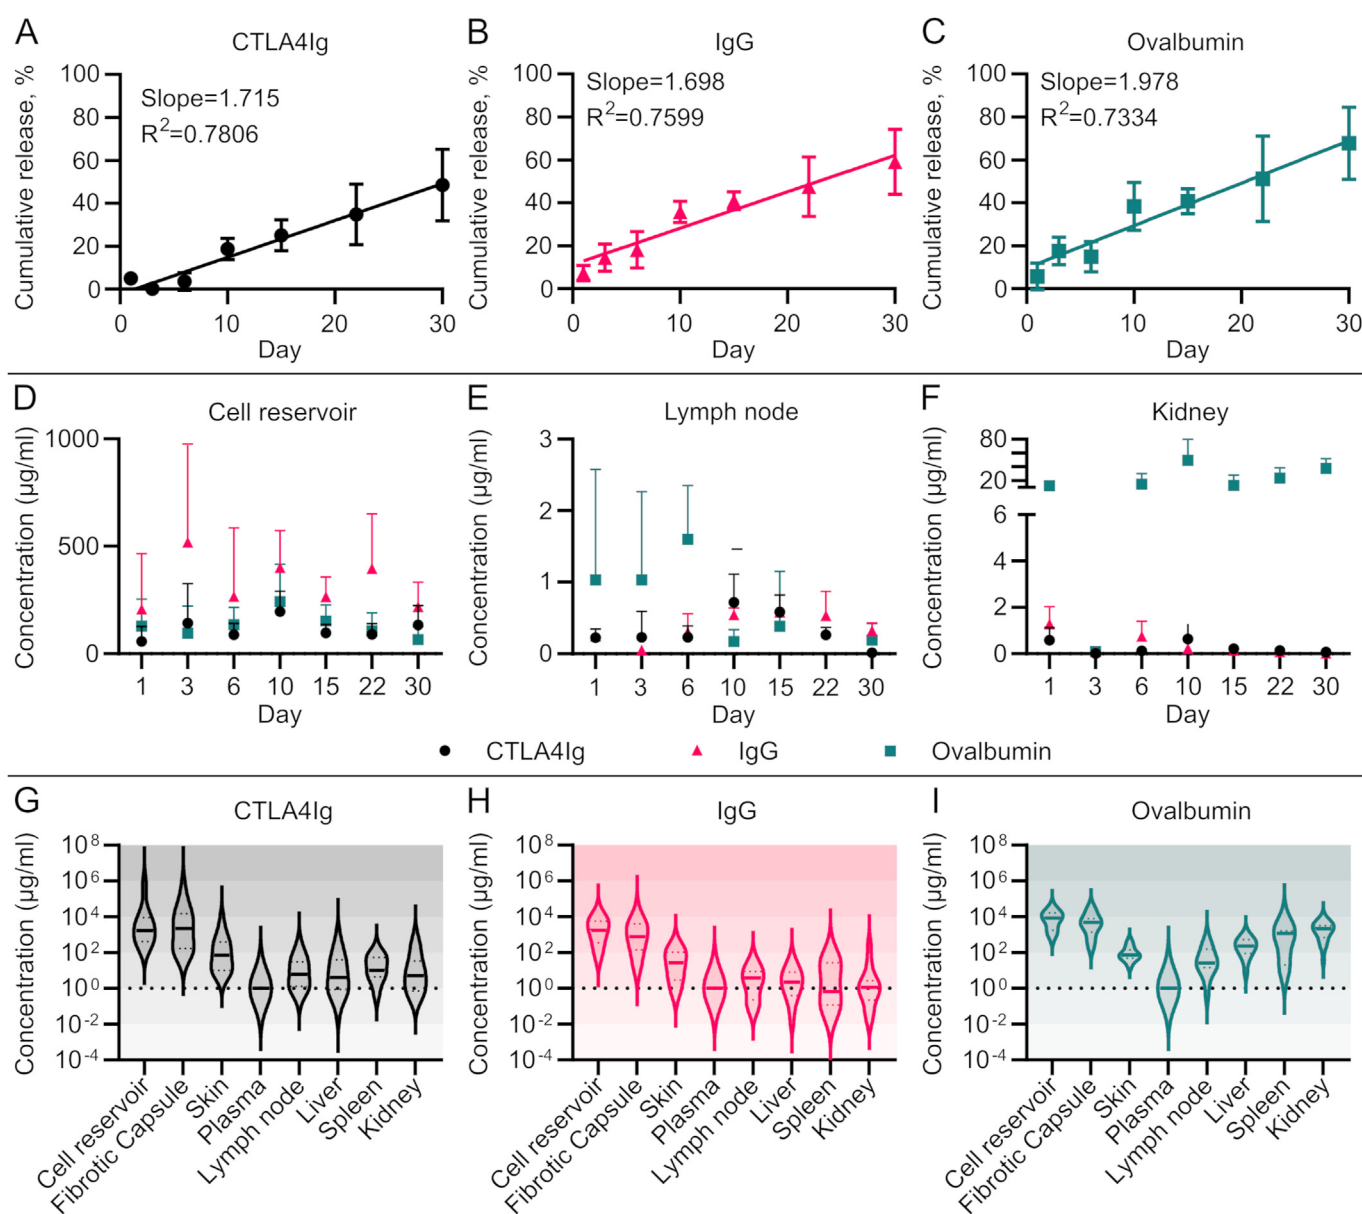 A
CTLA4Ig
Cumulative release, %
100
80
60
40
20
0
Slope=1.715
R²=0.7806
0 10 20 30
Day
B
IgG
Cumulative release, %
100
80
60
40
20
0
Slope=1.698
R²=0.7599
0 10 20 30
Day
C
Ovalbumin
Cumulative release, %
100
80
60
40
20
0
Slope=1.978
R²=0.7334
0 10 20 30
Day
D
Cell reservoir
Concentration (µg/ml)
1000
500
0
1 3 6 10 15 22 30
Day
E
Lymph node
Concentration (µg/ml)
3
2
1
0
1 3 6 10 15 22 30
Day
F
Kidney
Concentration (µg/ml)
80
20
6
4
2
0
1 3 6 10 15 22 30
Day
CTLA4Ig IgG Ovalbumin
G
CTLA4Ig
Concentration (µg/ml)
10⁸
10⁶
10⁴
10²
10⁰
10⁻²
10⁻⁴
Cell reservoir
Fibrotic Capsule
Skin
Plasma
Lymph node
Liver
Spleen
Kidney
H
IgG
Concentration (µg/ml)
10⁸
10⁶
10⁴
10²
10⁰
10⁻²
10⁻⁴
Cell reservoir
Fibrotic Capsule
Skin
Plasma
Lymph node
Liver
Spleen
Kidney
I
Ovalbumin
Concentration (µg/ml)
10⁸
10⁶
10⁴
10²
10⁰
10⁻²
10⁻⁴
Cell reservoir
Fibrotic Capsule
Skin
Plasma
Lymph node
Liver
Spleen
Kidney